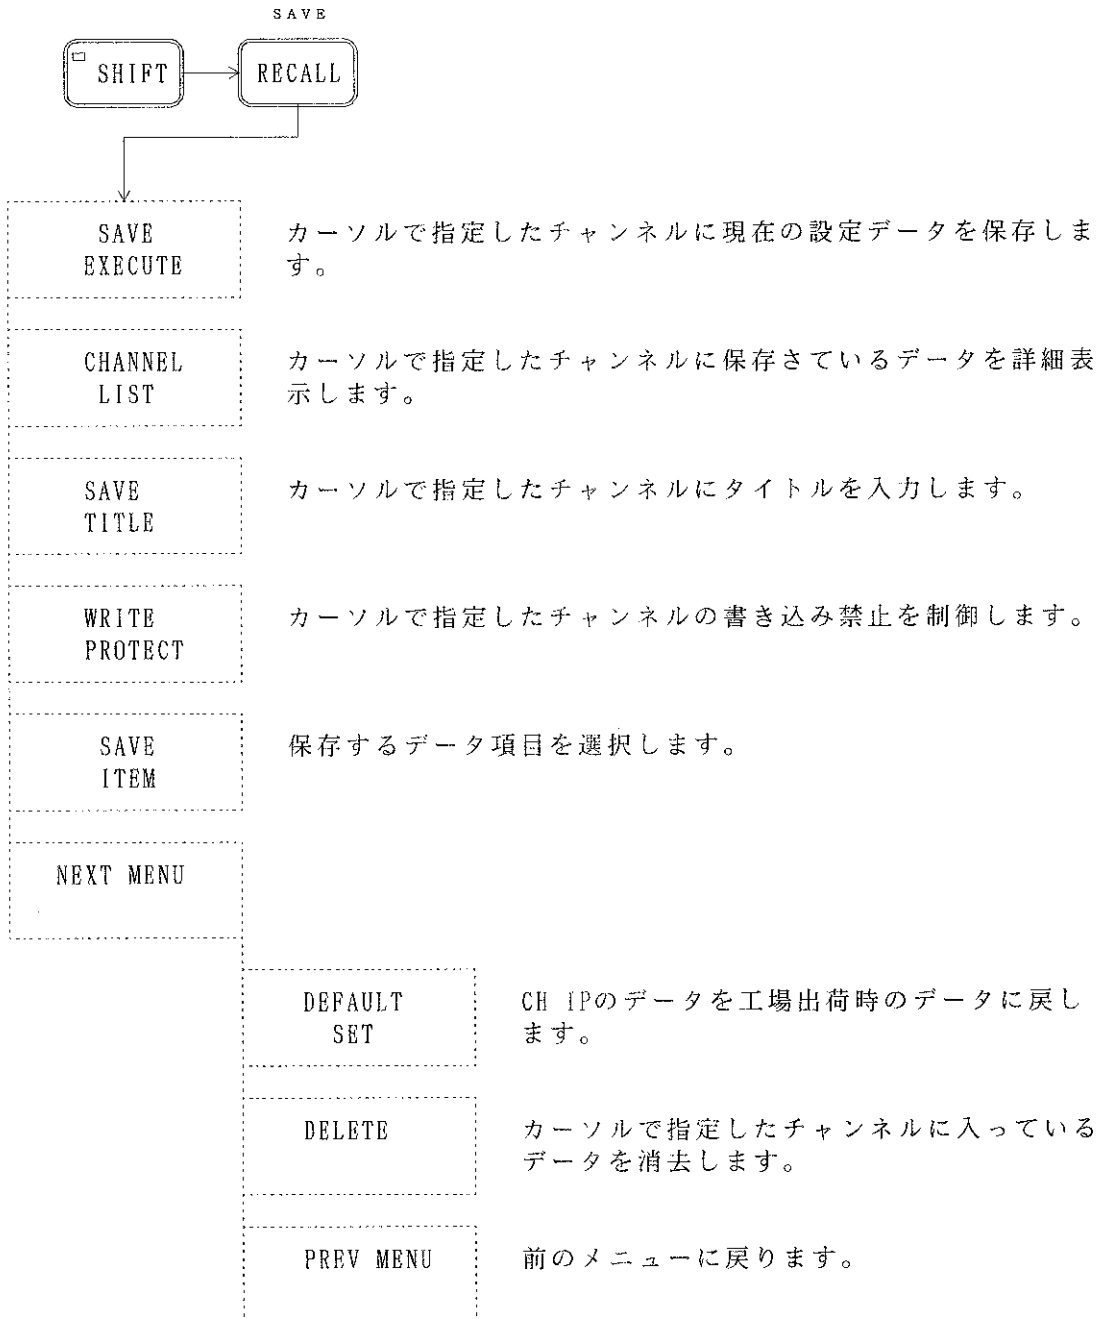 SAVE
SHIFT
RECALL
SAVE
EXECUTE
カーソルで指定したチャンネルに現在の設定データを保存しま
す。
CHANNEL
LIST
カーソルで指定したチャンネルに保存さているデータを詳細表
示します。
SAVE
TITLE
カーソルで指定したチャンネルにタイトルを入力します。
WRITE
PROTECT
カーソルで指定したチャンネルの書き込み禁止を制御します。
SAVE
ITEM
保存するデータ項目を選択します。
NEXT MENU
DEFAULT
SET
CH IPのデータを工場出荷時のデータに戻し
ます。
DELETE
カーソルで指定したチャンネルに入っている
データを消去します。
PREV MENU
前のメニューに戻ります。